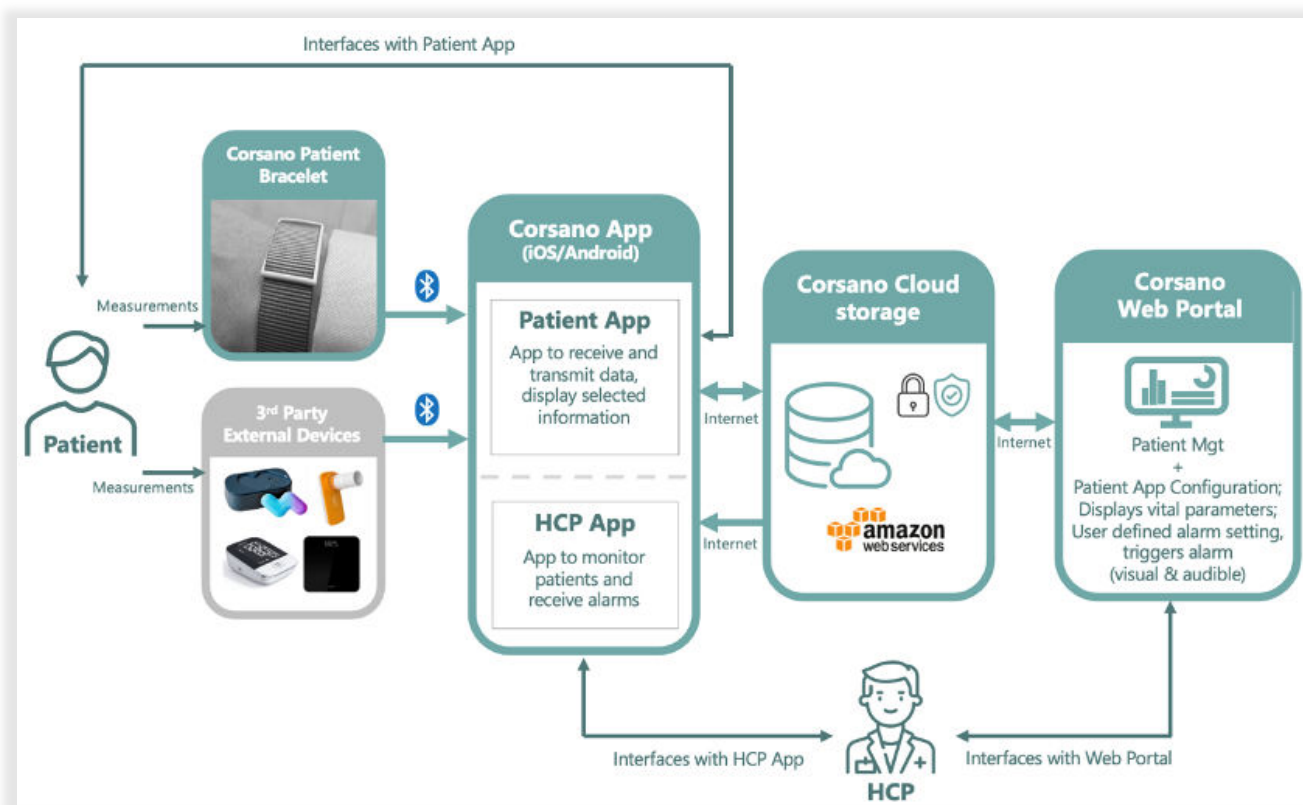 Interfaces with Patient App
Corsano Patient
Bracelet
Measurements
Patient
Measurements
3rd Party
External Devices
Corsano App
(iOS/Android)
Patient App
App to receive and
transmit data,
display selected
information
HCP App
App to monitor
patients and
receive alarms
Internet
Internet
Corsano Cloud
storage
amazon
webservices
Internet
Corsano
Web Portal
Patient Mgt
+
Patient App Configuration;
Displays vital parameters;
User defined alarm setting,
triggers alarm
(visual & audible)
Interfaces with HCP App
HCP
Interfaces with Web Portal